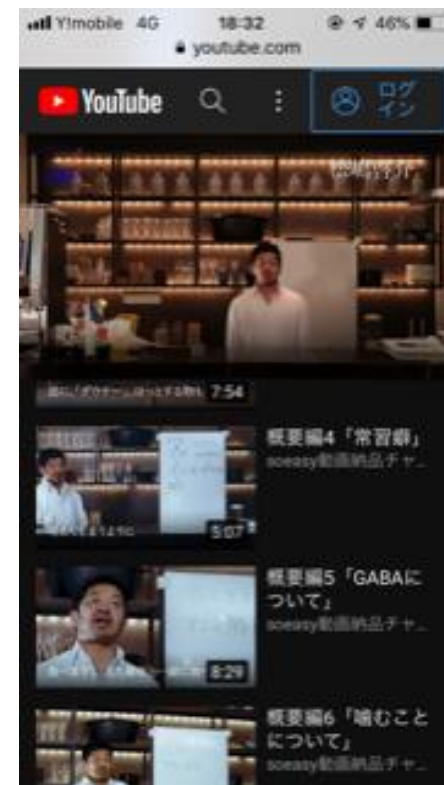 Y!mobile 4G 18:32 46%
youtube.com
YouTube
ログ
イン
7:54
概要編4「常習癖」
soeasy動画納品チャ...
5:07
概要編5「GABAに
ついて」
soeasy動画納品チャ...
8:29
概要編6「噛むこと
について」
soeasy動画納品チャ...